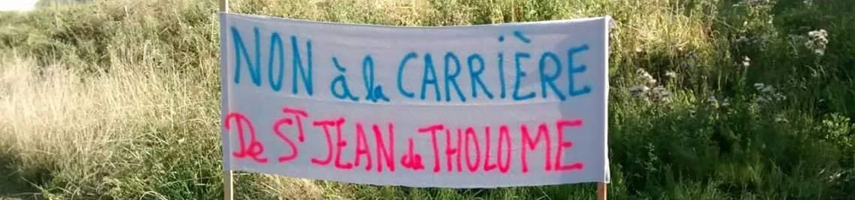 NON à la CARRIÈRE
De ST JEAN de THOLOME